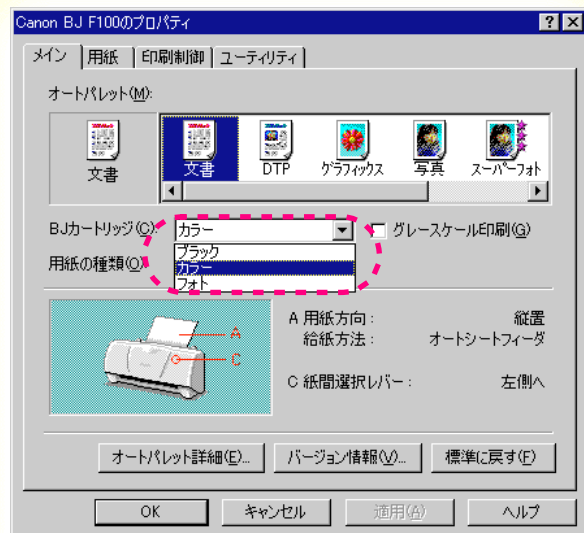 Canon BJ F100のプロパティ
メイン 用紙 印刷制御 ユーティリティ
オートパレット(M):
文書 文書 DTP グラフィックス 写真 スーパーフォト
BJカートリッジ(C): カラー グレースケール印刷(G)
ブラック
用紙の種類(O) カラー
フォト
A 用紙方向: 縦置
給紙方法: オートシートフィーダ
A
C
C 紙間選択レバー: 左側へ
オートパレット詳細(E)... バージョン情報(V)... 標準に戻す(F)
OK キャンセル 適用(A) ヘルプ